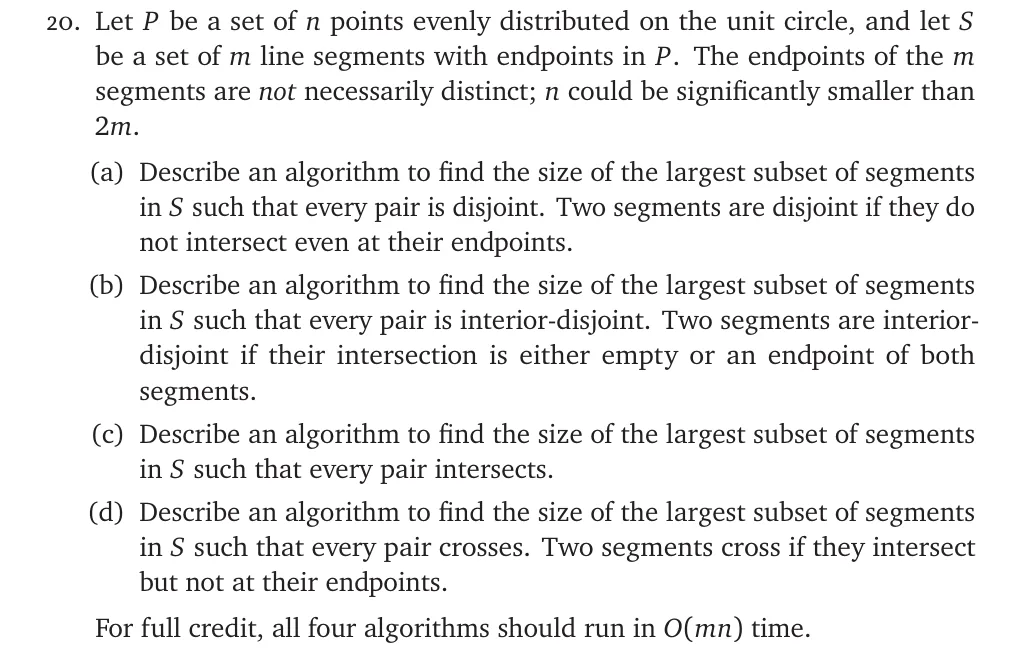 20. Let P be a set of n points evenly distributed on the unit circle, and let S
be a set of m line segments with endpoints in P. The endpoints of the m
segments are not necessarily distinct; n could be significantly smaller than
2m.
(a) Describe an algorithm to find the size of the largest subset of segments
in S such that every pair is disjoint. Two segments are disjoint if they do
not intersect even at their endpoints.
(b) Describe an algorithm to find the size of the largest subset of segments
in S such that every pair is interior-disjoint. Two segments are interior-
disjoint if their intersection is either empty or an endpoint of both
segments.
(c) Describe an algorithm to find the size of the largest subset of segments
in S such that every pair intersects.
(d) Describe an algorithm to find the size of the largest subset of segments
in S such that every pair crosses. Two segments cross if they intersect
but not at their endpoints.
For full credit, all four algorithms should run in O(mn) time.